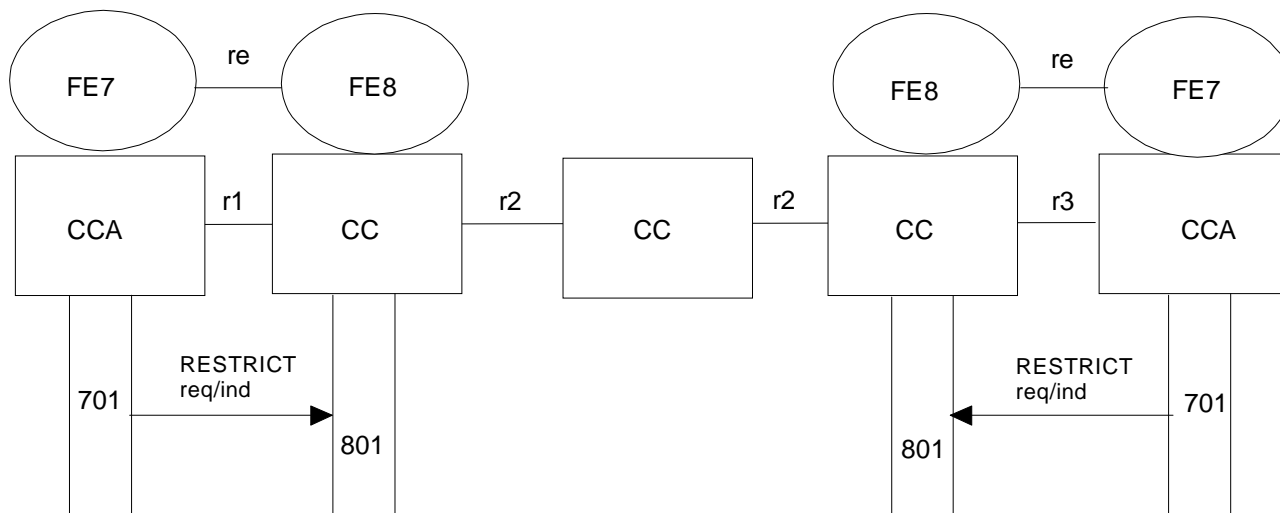 re
re
FE7
FE8
FE8
FE7
r1
r2
r2
r3
CCA
CC
CC
CC
CCA
RESTRICT
req/ind
RESTRICT
req/ind
701
701
801
801